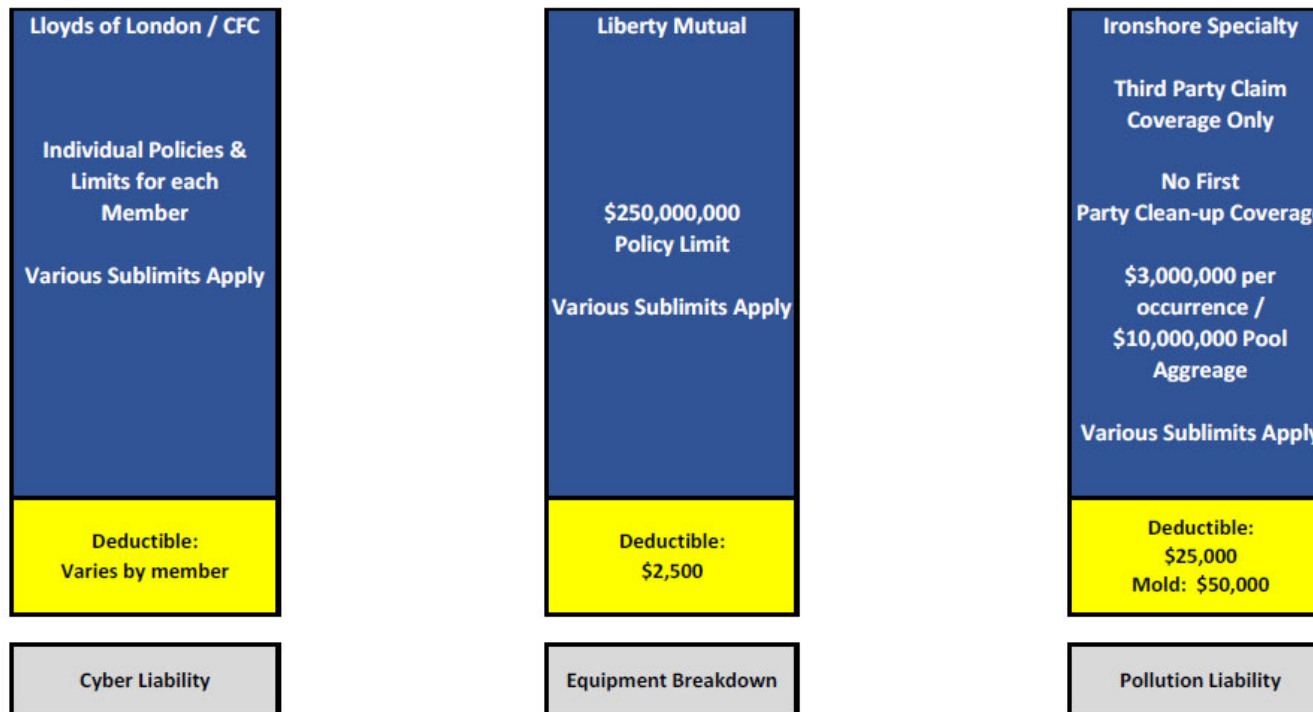 Lloyds of London / CFC
Individual Policies &
Limits for each
Member
Various Sublimits Apply
Deductible:
Varies by member
Cyber Liability
Liberty Mutual
$250,000,000
Policy Limit
Various Sublimits Apply
Deductible:
$2,500
Equipment Breakdown
Ironshore Specialty
Third Party Claim
Coverage Only
No First
Party Clean-up Coverag
$3,000,000 per
occurrence /
$10,000,000 Pool
Aggreage
Various Sublimits Apply
Deductible:
$25,000
Mold: $50,000
Pollution Liability